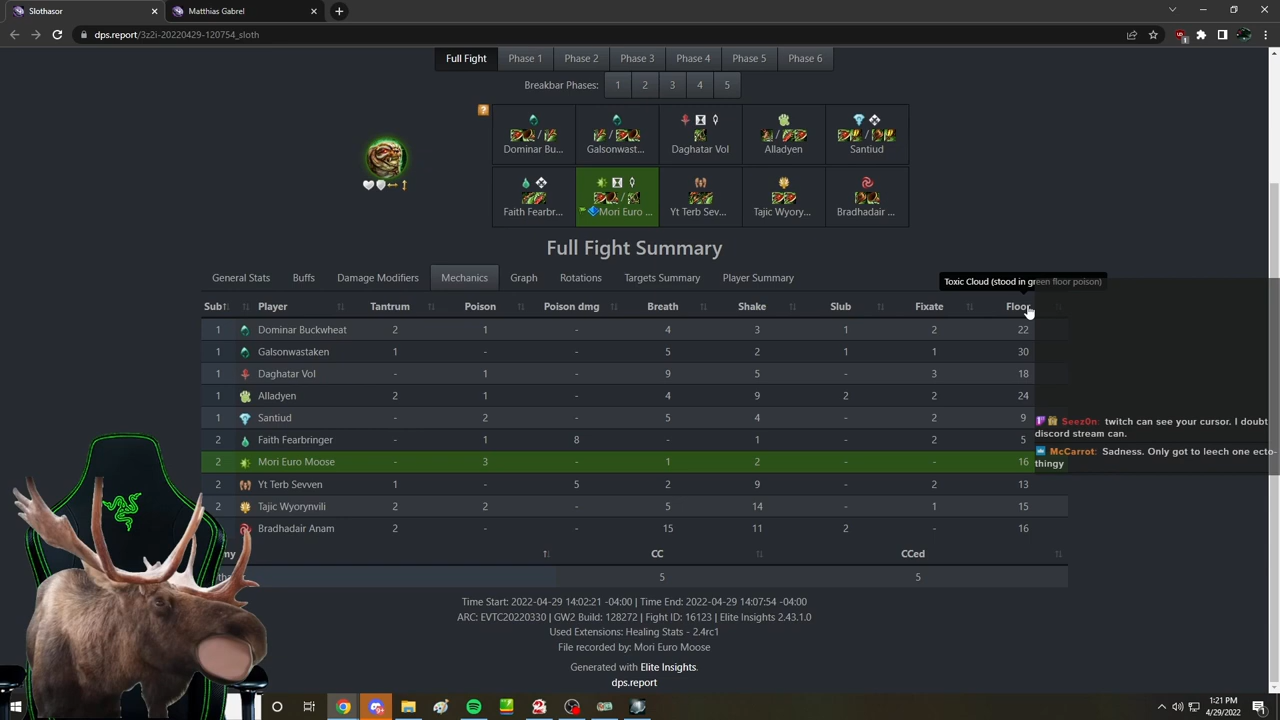 Slothasor
Matthias Gabrel
dps.report/3z2i-20220429-120754_sloth
Full Fight Phase 1 Phase 2 Phase 3 Phase 4 Phase 5 Phase 6
Breakbar Phases: 1 2 3 4 5
Dominar Bu... Galsonwast... Daghatar Vol Alladyen Santiud
Faith Fearbr... Mori Euro ... Yt Terb Sev... Tajic Wyory... Bradhadair ...
Full Fight Summary
General Stats Buffs Damage Modifiers Mechanics Graph Rotations Targets Summary Player Summary
Toxic Cloud (stood in green floor poison)
Sub Player Tantrum Poison Poison dmg Breath Shake Slub Fixate Floor
1 Dominar Buckwheat 2 1 - 4 3 1 2 22
1 Galsonwastaken 1 - - 5 2 1 1 30
1 Daghatar Vol - 1 - 9 5 - 3 18
1 Alladyen 2 1 - 4 9 2 2 24
1 Santiud - 2 - 5 4 - 2 9
2 Faith Fearbringer - 1 8 - 1 - 2 5
2 Mori Euro Moose - 3 - 1 2 - - 16
2 Yt Terb Sevven 1 - 5 2 9 - 2 13
2 Tajic Wyorynvili 2 2 - 5 14 - 1 15
2 Bradhadair Anam 2 - - 15 11 2 - 16
CC CCed
5 5
Time Start: 2022-04-29 14:02:21 -04:00 | Time End: 2022-04-29 14:07:54 -04:00
ARC: EVTC20220330 | GW2 Build: 128272 | Fight ID: 16123 | Elite Insights 2.43.1.0
Used Extensions: Healing Stats - 2.4rc1
File recorded by: Mori Euro Moose
Generated with Elite Insights.
dps.report
Seez0n: twitch can see your cursor. I doubt
discord stream can.
McCarrot: Sadness. Only got to leech one ecto-
thingy
1:21 PM
4/29/2022